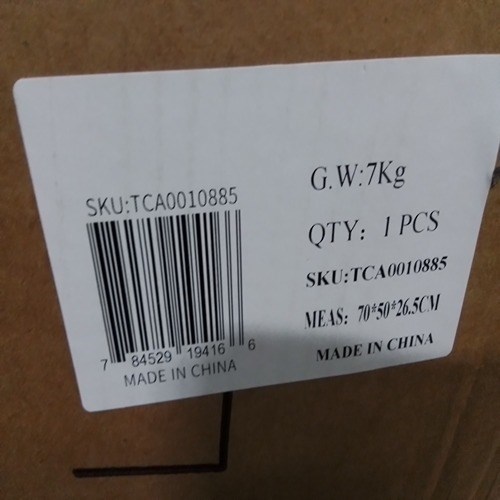 SKU:TCA0010885
7 84529 19416 6
MADE IN CHINA
G.W:7Kg
QTY: 1 PCS
SKU:TCA0010885
MEAS: 70*50*26.5CM
MADE IN CHINA